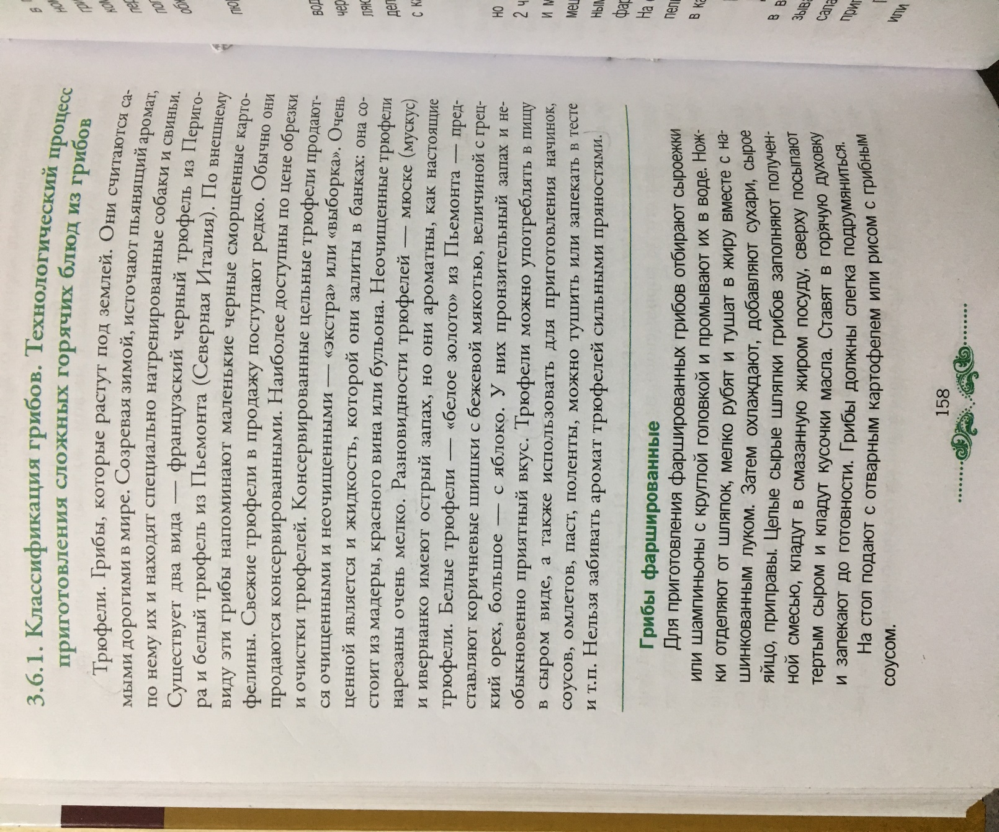 3.6.1. Классификация грибов. Технологический процесс
приготовления сложных горячих блюд из грибов
Трюфели. Грибы, которые растут под землей. Они считаются са-
мыми дорогими в мире. Созревая зимой, источают пьянящий аромат,
по нему их и находят специально натренированные собаки и свиньи.
Существует два вида — французский черный трюфель из Периго-
ра и белый трюфель из Пьемонта (Северная Италия). По внешнему
виду эти грибы напоминают маленькие черные сморщенные карто-
фелины. Свежие трюфели в продажу поступают редко. Обычно они
продаются консервированными. Наиболее доступны по цене обрезки
и очистки трюфелей. Консервированные цельные трюфели продают-
ся очищенными и неочищенными — «экстра» или «выборка». Очень
ценной является и жидкость, которой они залиты в банках: она со-
стоит из мадеры, красного вина или бульона. Неочищенные трюфели
нарезаны очень мелко. Разновидности трюфелей — мюске (мускус)
и ивернанко имеют острый запах, но они ароматны, как настоящие
трюфели. Белые трюфели — «белое золото» из Пьемонта — пред-
ставляют коричневые шишки с бежевой мякотью, величиной с грец-
кий орех, большое — с яблоко. У них пронзительный запах и не-
обыкновенно приятный вкус. Трюфели можно употреблять в пищу
в сыром виде, а также использовать для приготовления начинок,
соусов, омлетов, паст, поленты, можно тушить или запекать в тесте
и т.п. Нельзя забивать аромат трюфелей сильными пряностями.
Грибы фаршированные
Для приготовления фаршированных грибов отбирают сыроежки
или шампиньоны с круглой головкой и промывают их в воде. Нож-
ки отделяют от шляпок, мелко рубят и тушат в жиру вместе с на-
шинкованным луком. Затем охлаждают, добавляют сухари, сырое
яйцо, приправы. Целые сырые шляпки грибов заполняют получен-
ной смесью, кладут в смазанную жиром посуду, сверху посыпают
тертым сыром и кладут кусочки масла. Ставят в горячую духовку
и запекают до готовности. Грибы должны слегка подрумяниться.
На стол подают с отварным картофелем или рисом с грибным
соусом.
158